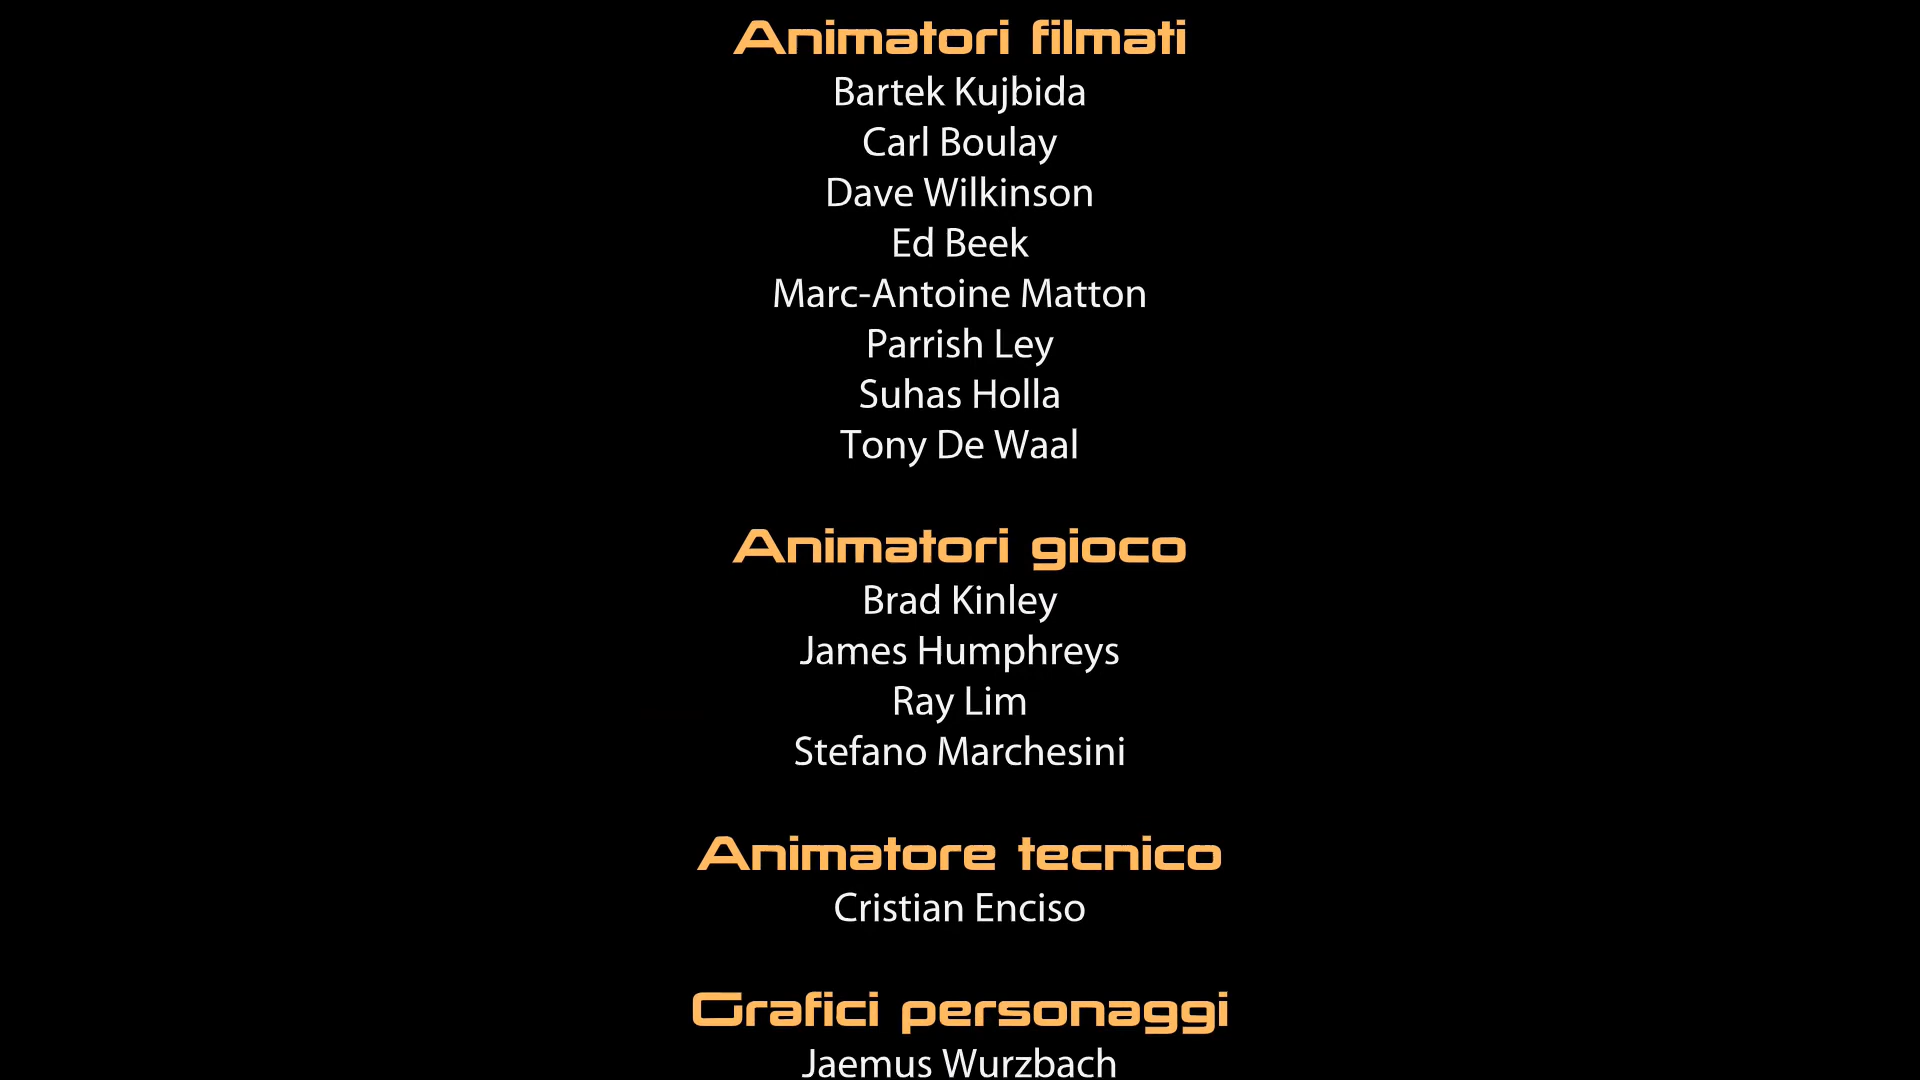 Animatori filmati
Bartek Kujbida
Carl Boulay
Dave Wilkinson
Ed Beek
Marc-Antoine Matton
Parrish Ley
Suhas Holla
Tony De Waal
Animatori gioco
Brad Kinley
James Humphreys
Ray Lim
Stefano Marchesini
Animatore tecnico
Cristian Enciso
Grafici personaggi
Jaemus Wurzbach